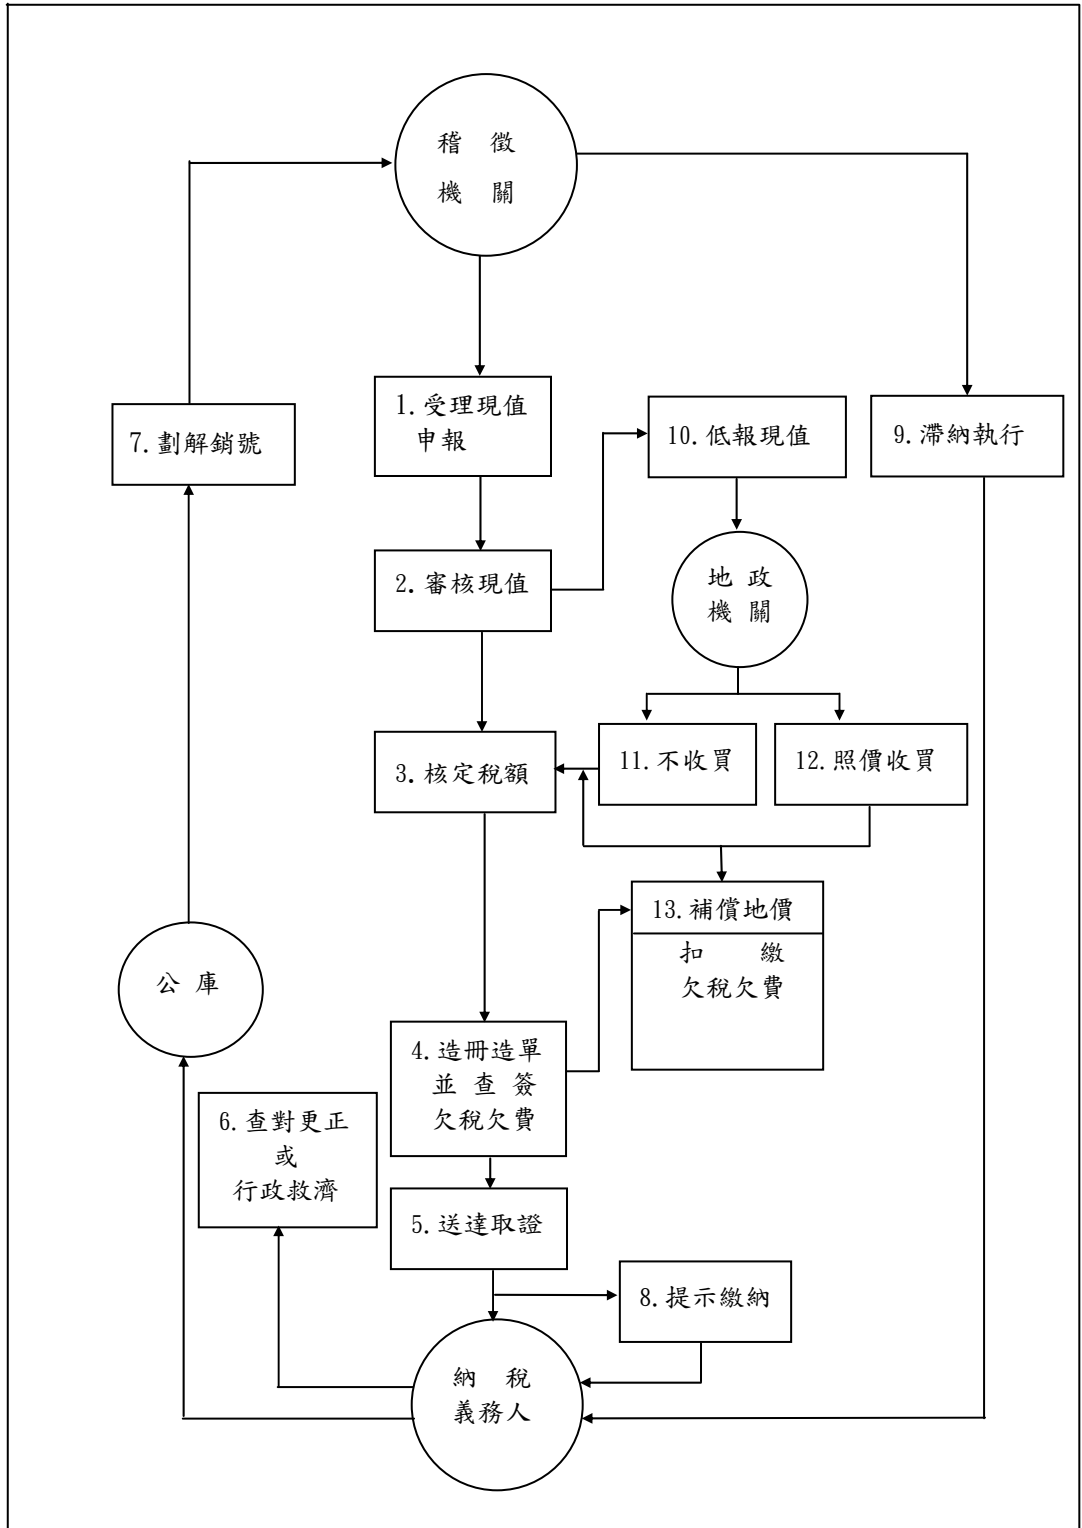 稽 徵
機 關
1.受理現值
申報
10.低報現值
9.滯納執行
7.劃解銷號
2.審核現值
地 政
機 關
3.核定稅額
11.不收買
12.照價收買
13.補償地價
扣 繳
欠稅欠費
公 庫
4.造冊造單
並 查 簽
欠稅欠費
6.查對更正
或
行政救濟
5.送達取證
8.提示繳納
納 稅
義務人